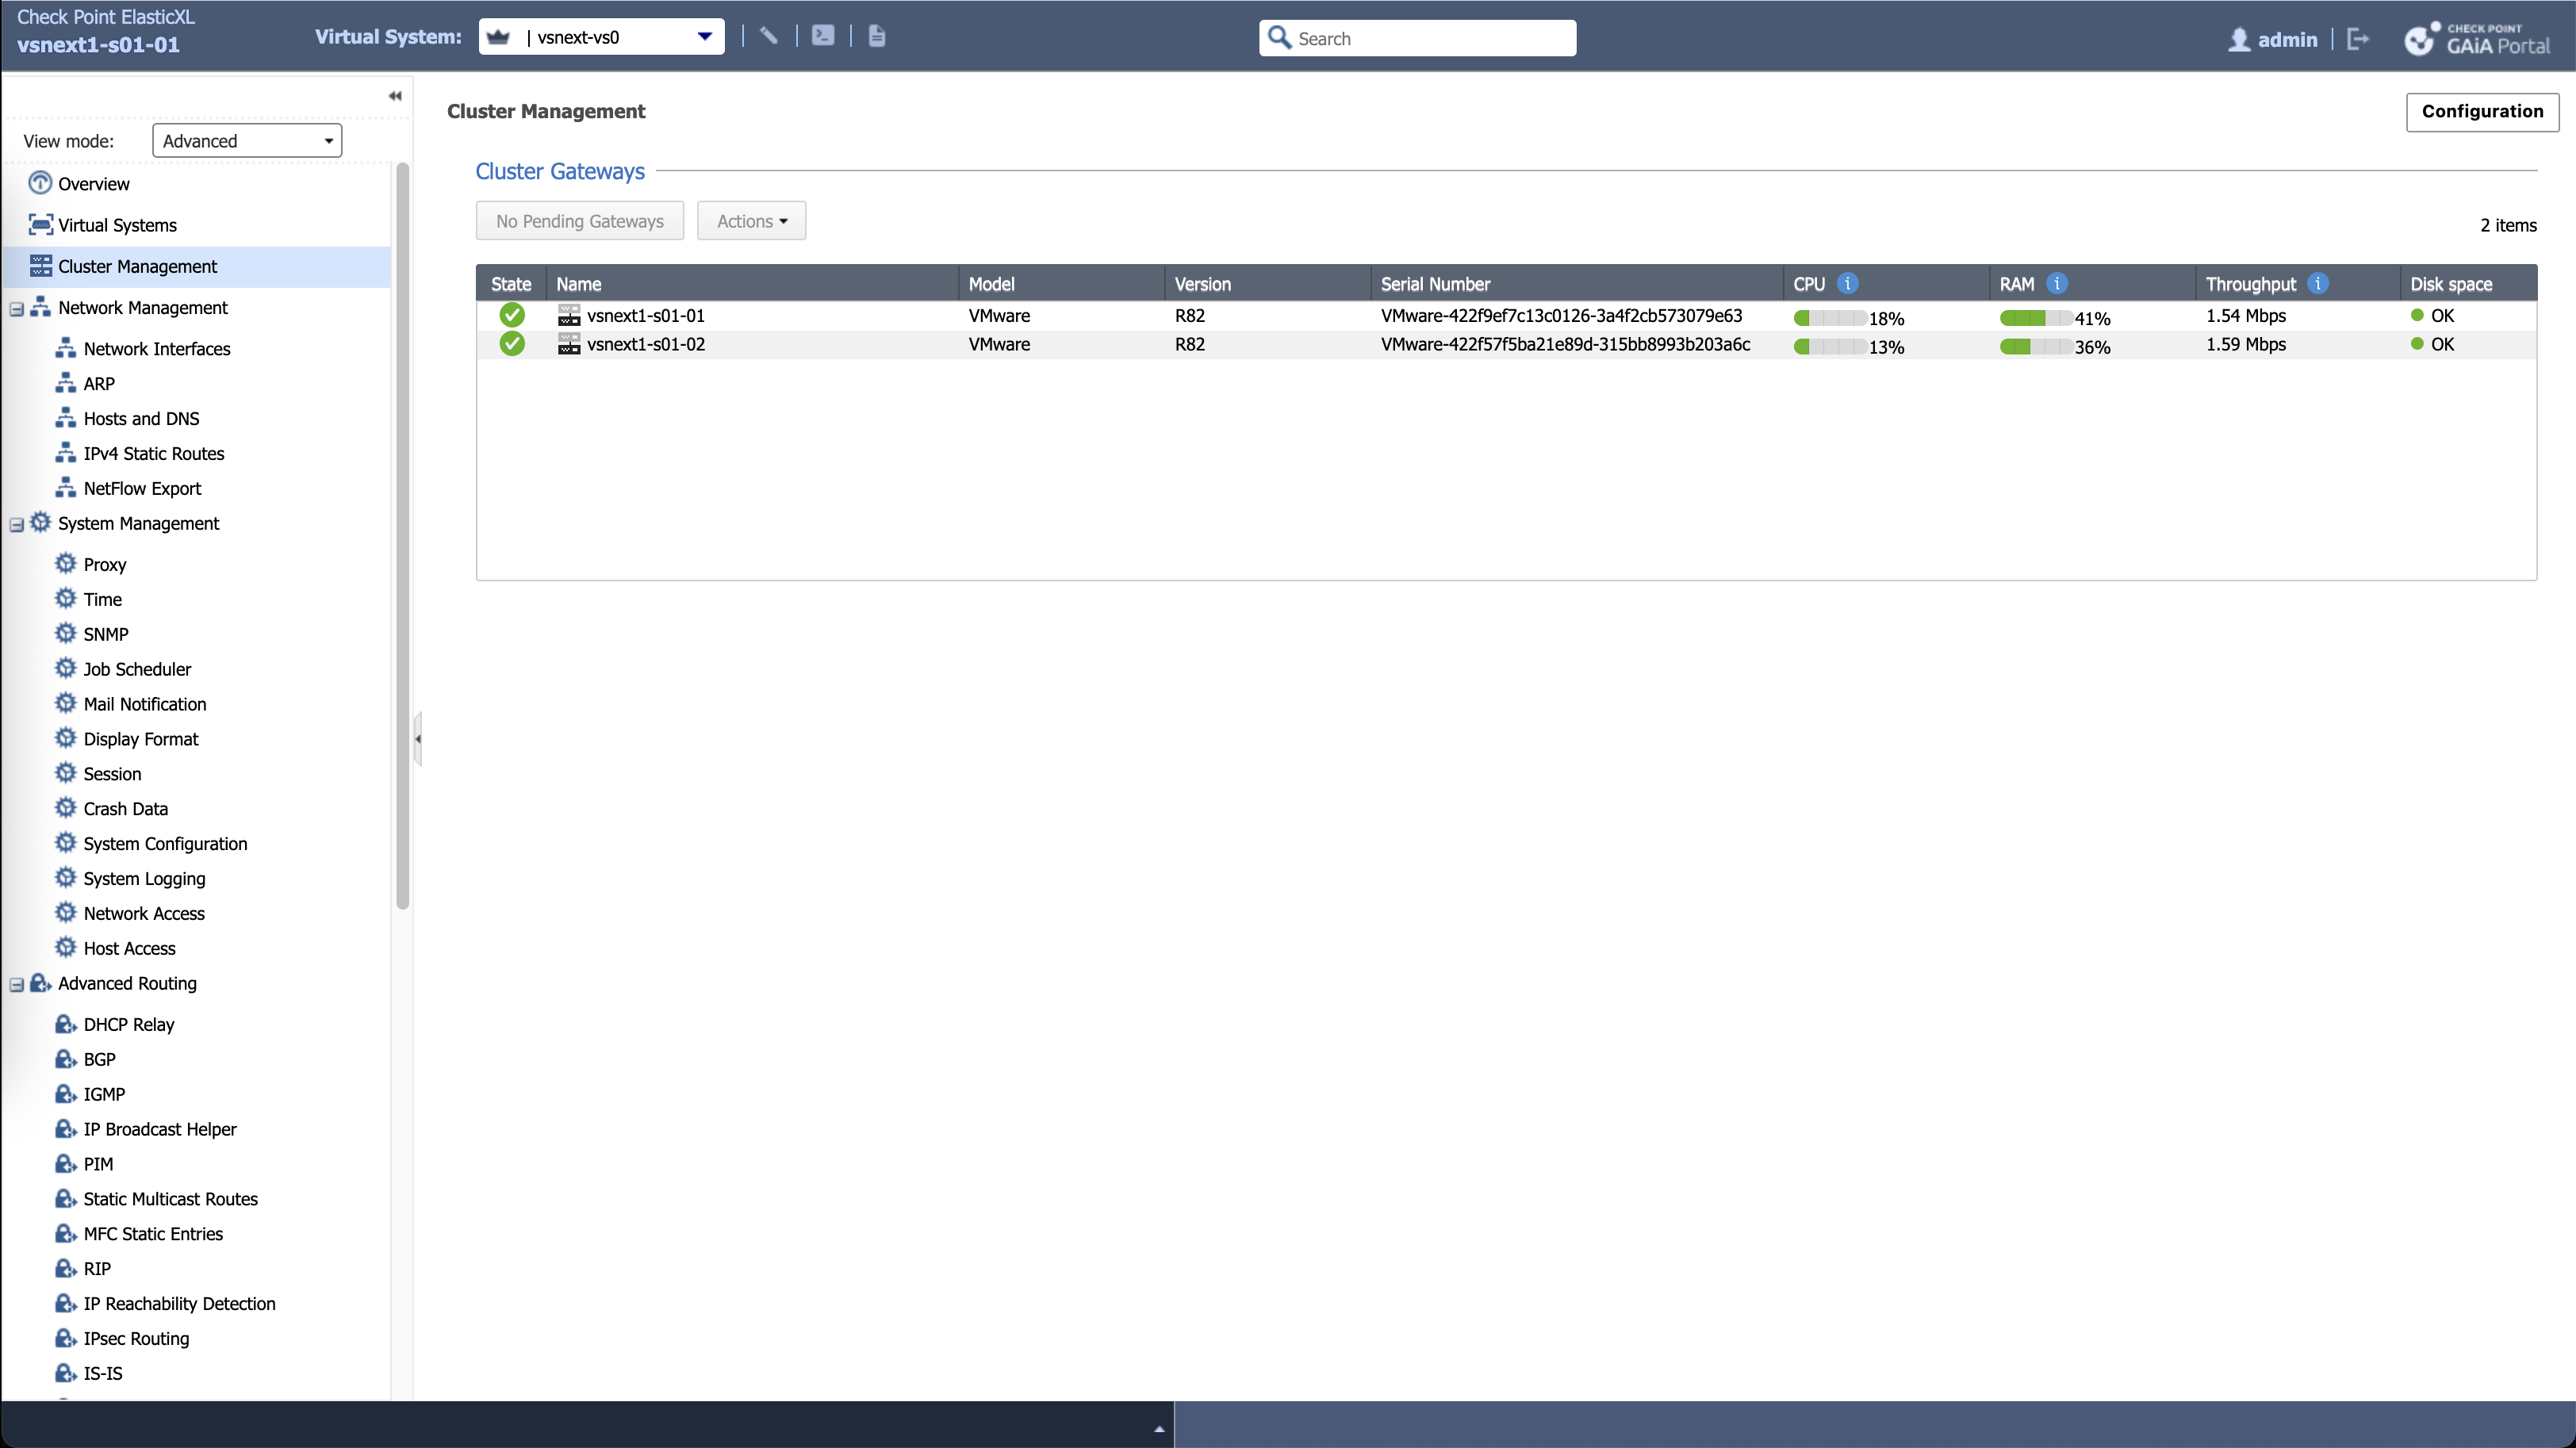 Check Point ElasticXL
vsnext1-s01-01
Virtual System:
| vsnext-vs0
Search
admin
CHECK POINT
GAiA Portal
View mode:
Advanced
Overview
Virtual Systems
Cluster Management
Network Management
Network Interfaces
ARP
Hosts and DNS
IPv4 Static Routes
NetFlow Export
System Management
Proxy
Time
SNMP
Job Scheduler
Mail Notification
Display Format
Session
Crash Data
System Configuration
System Logging
Network Access
Host Access
Advanced Routing
DHCP Relay
BGP
IGMP
IP Broadcast Helper
PIM
Static Multicast Routes
MFC Static Entries
RIP
IP Reachability Detection
IPsec Routing
IS-IS
Cluster Management
Configuration
Cluster Gateways
No Pending Gateways
Actions
2 items
State Name Model Version Serial Number CPU i RAM i Throughput i Disk space
vsnext1-s01-01 VMware R82 VMware-422f9ef7c13c0126-3a4f2cb573079e63 18% 41% 1.54 Mbps OK
vsnext1-s01-02 VMware R82 VMware-422f57f5ba21e89d-315bb8993b203a6c 13% 36% 1.59 Mbps OK